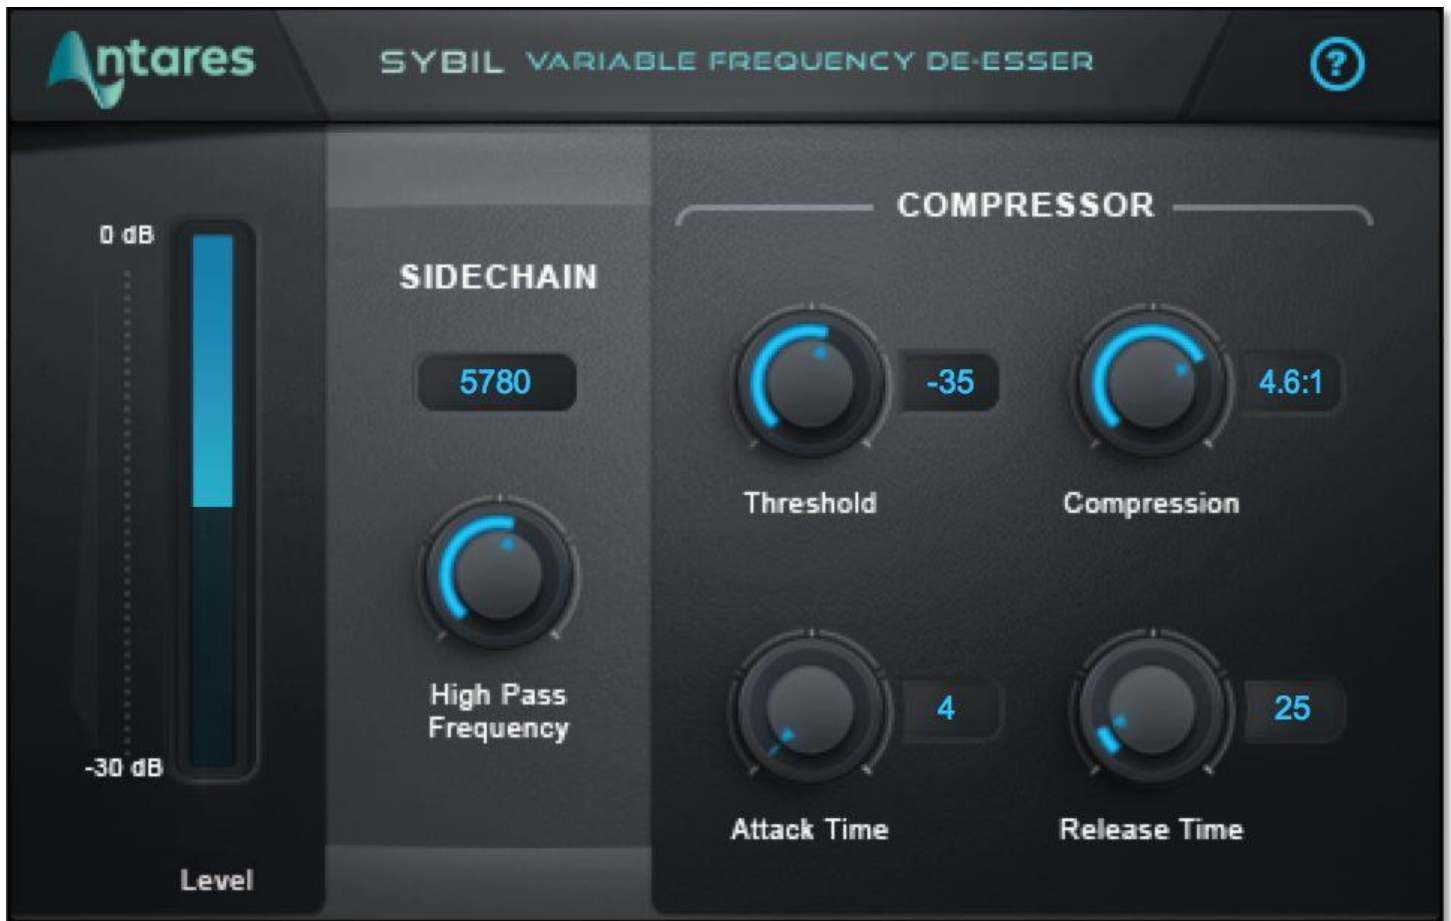 Antares
SYBIL VARIABLE FREQUENCY DE-ESSER
?
0 dB
-30 dB
Level
SIDECHAIN
5780
High Pass
Frequency
COMPRESSOR
-35
4.6:1
Threshold
Compression
4
25
Attack Time
Release Time